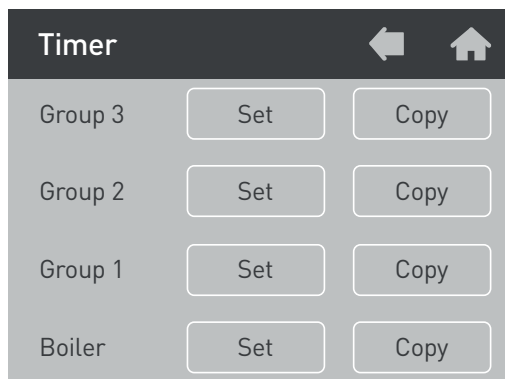 Timer
Group 3 Set Copy
Group 2 Set Copy
Group 1 Set Copy
Boiler Set Copy